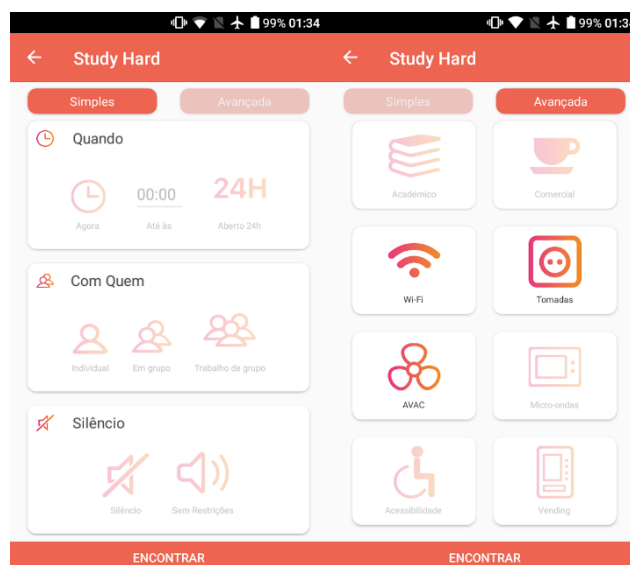 99% 01:34
Study Hard
Simples
Avançada
Quando
00:00
24H
Agora
Até às
Aberto 24h
Com Quem
Individual
Em grupo
Trabalho de grupo
Silêncio
Silêncio
Sem Restrições
ENCONTRAR
99% 01:3
Study Hard
Simples
Avançada
Académico
Comercial
Wi-Fi
Tomadas
AVAC
Micro-ondas
Acessibilidade
Vending
ENCONTRAR